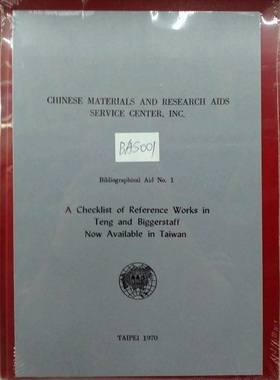 CHINESE MATERIALS AND RESEARCH AIDS
SERVICE CENTER, INC.
BAS001
Bibliographical Aid No. 1
A Checklist of Reference Works in
Teng and Biggerstaff
Now Available in Taiwan
TAIPEI 1970